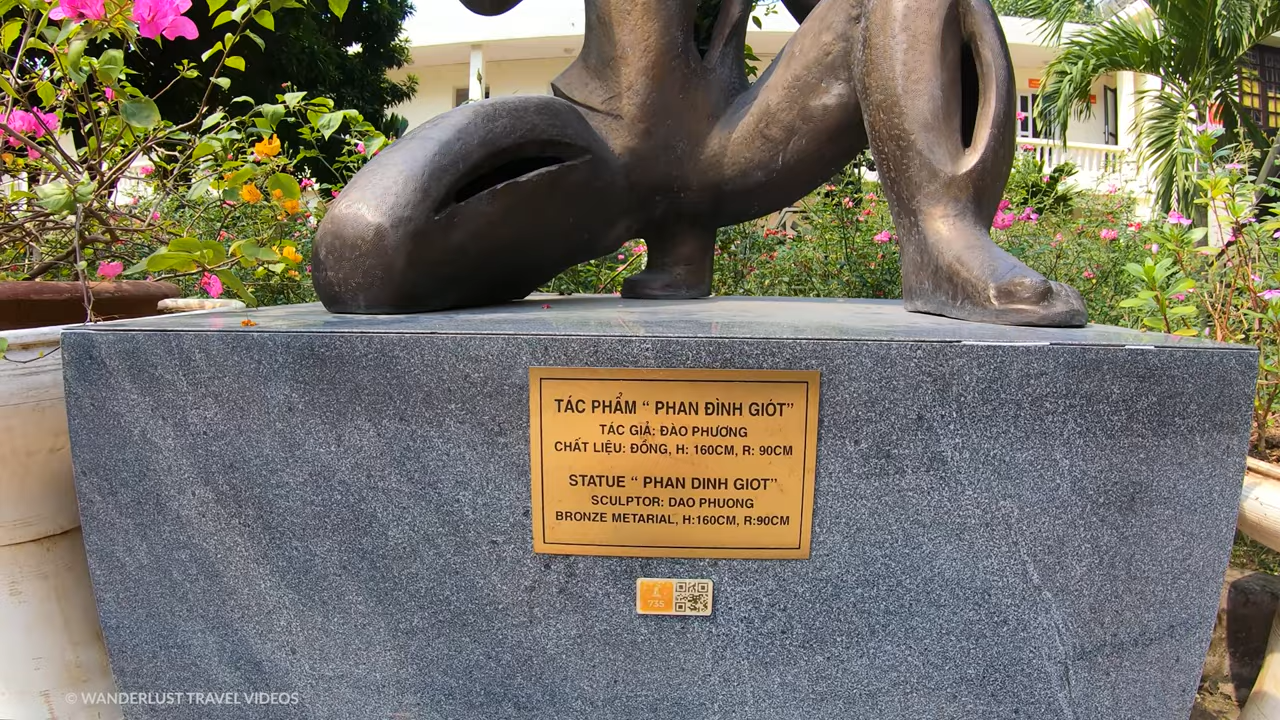 TÁC PHẨM “ PHAN ĐÌNH GIÓT”
TÁC GIẢ: ĐÀO PHƯƠNG
CHẤT LIỆU: ĐỒNG, H: 160CM, R: 90CM
STATUE “ PHAN DINH GIOT”
SCULPTOR: DAO PHUONG
BRONZE METARIAL, H:160CM, R:90CM
735
© WANDERLUST TRAVEL VIDEOS